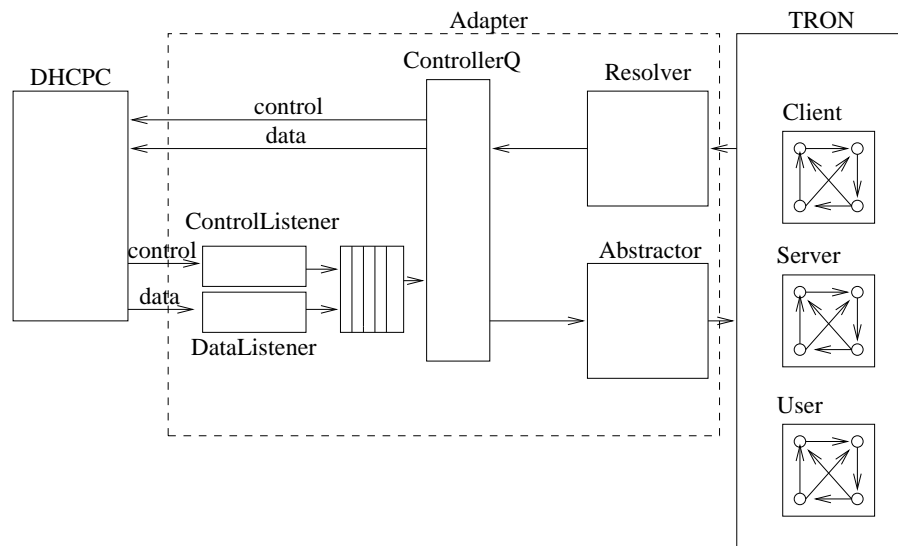 Adapter
TRON
DHCPC
ControllerQ
Resolver
control
data
Client
ControlListener
control
data
DataListener
Abstractor
Server
User